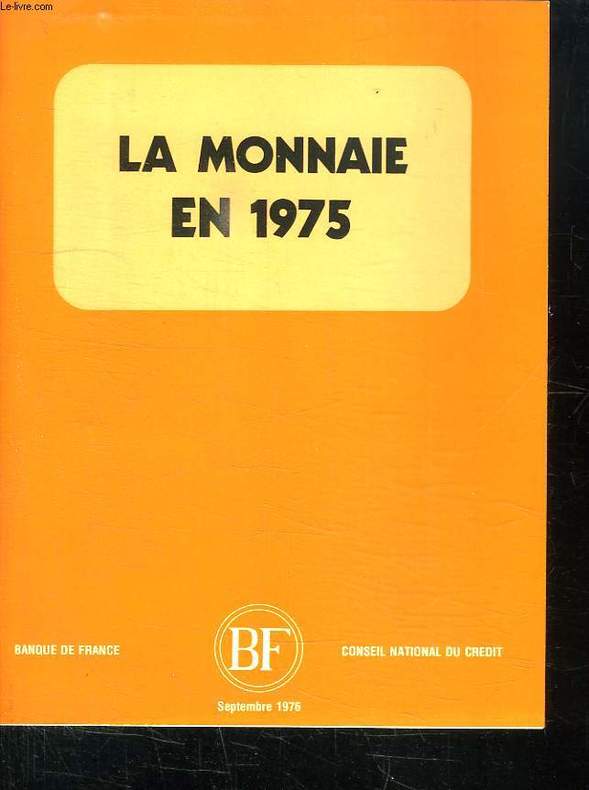 Le-livre.com
LA MONNAIE
EN 1975
BANQUE DE FRANCE
BF
CONSEIL NATIONAL DU CREDIT
Septembre 1976